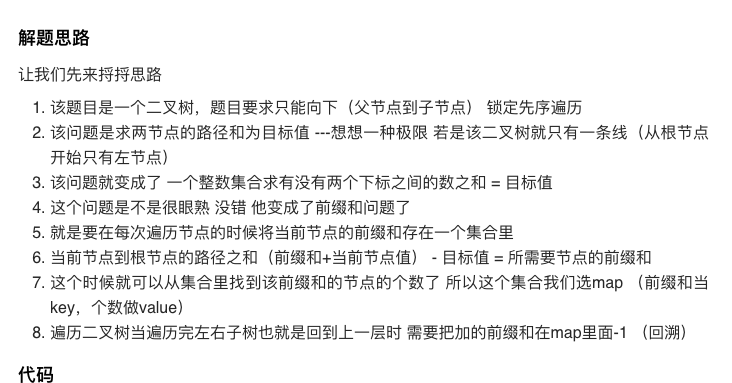 解题思路
让我们先来捋捋思路
1. 该题目是一个二叉树，题目要求只能向下（父节点到子节点） 锁定先序遍历
2. 该问题是求两节点的路径和为目标值 ---想想一种极限 若是该二叉树就只有一条线（从根节点
开始只有左节点）
3. 该问题就变成了 一个整数集合求有没有两个下标之间的数之和 = 目标值
4. 这个问题是不是很眼熟 没错 他变成了前缀和问题了
5. 就是要在每次遍历节点的时候将当前节点的前缀和存在一个集合里
6. 当前节点到根节点的路径之和（前缀和+当前节点值） - 目标值 = 所需要节点的前缀和
7. 这个时候就可以从集合里找到该前缀和的节点的个数了 所以这个集合我们选map （前缀和当
key，个数做value）
8. 遍历二叉树当遍历完左右子树也就是回到上一层时 需要把加的前缀和在map里面-1 （回溯）
代码